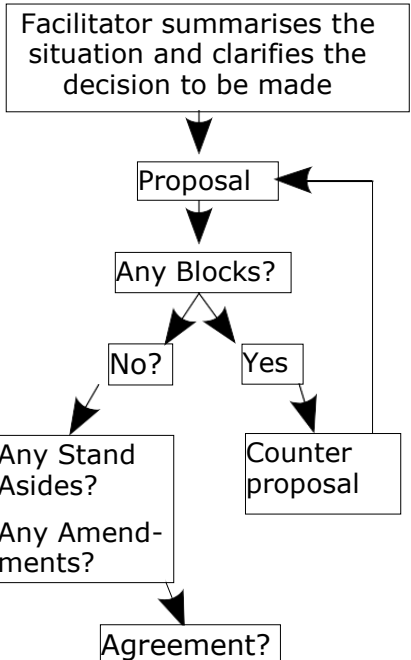 Facilitator summarises the
situation and clarifies the
decision to be made
Proposal
Any Blocks?
No?
Yes
Any Stand
Asides?
Any Amend-
ments?
Counter
proposal
Agreement?